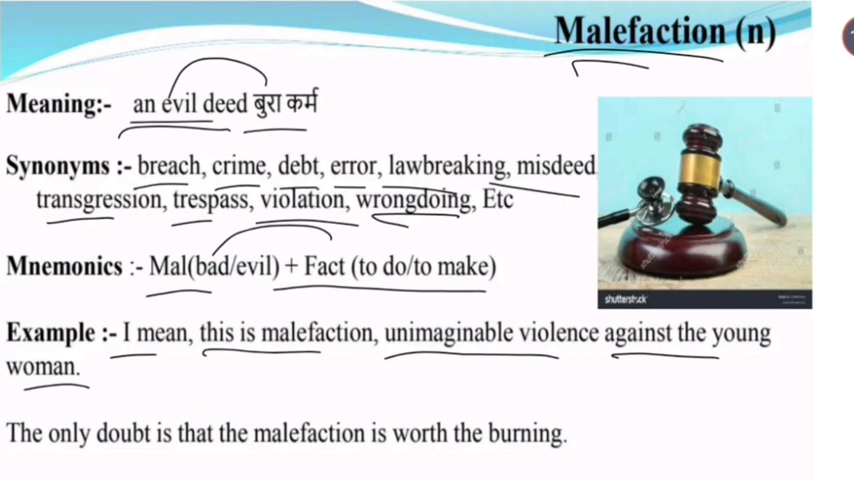 Malefaction (n)
Meaning:- an evil deed बुरा कर्म
Synonyms :- breach, crime, debt, error, lawbreaking, misdeed
transgression, trespass, violation, wrongdoing, Etc
Mnemonics :- Mal(bad/evil) + Fact (to do/to make)
shutterstock
Example :- I mean, this is malefaction, unimaginable violence against the young
woman.
The only doubt is that the malefaction is worth the burning.